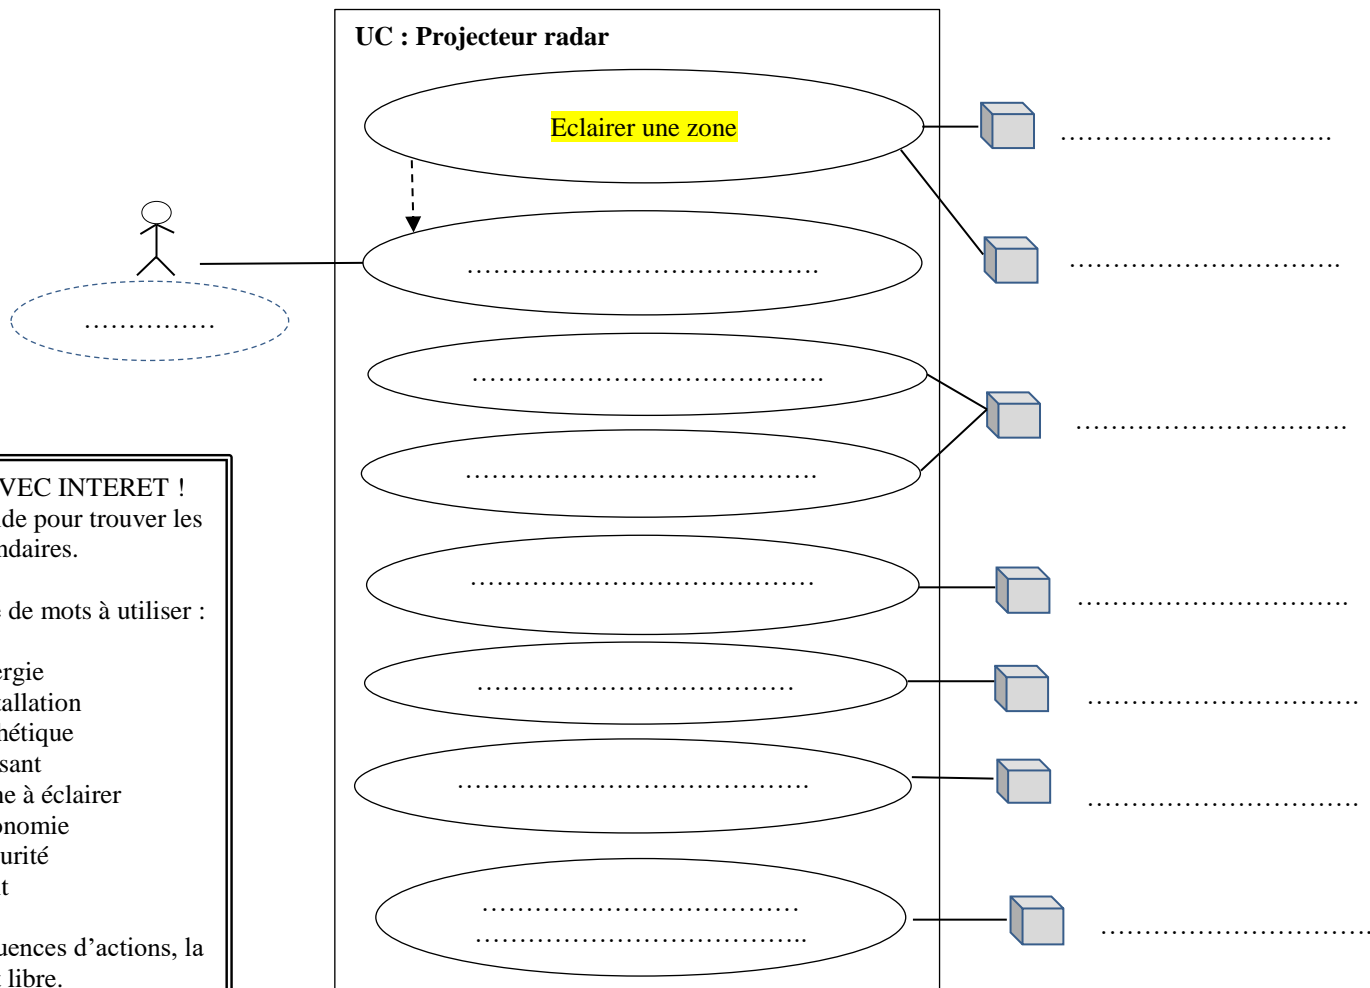 UC : Projecteur radar
Eclairer une zone
………………………….
………………………….
………………………………….
……………
………………………………….
………………………….
………………………………….
…………………………………
………………………….
………………………………
………………………….
………………………………….
………………………….
………………………………
………………………………..
………………………….
VEC INTERET !
de pour trouver les
ndaires.
de mots à utiliser :
ergie
tallation
hétique
sant
ne à éclairer
onomie
urité
t
uences d’actions, la
t libre.